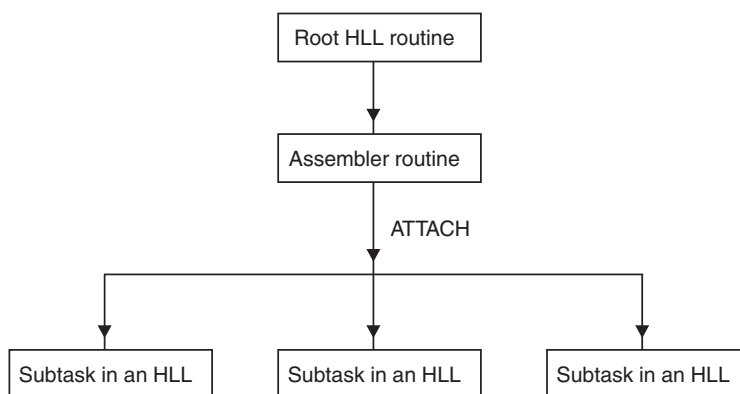 Root HLL routine
Assembler routine
ATTACH
Subtask in an HLL
Subtask in an HLL
Subtask in an HLL